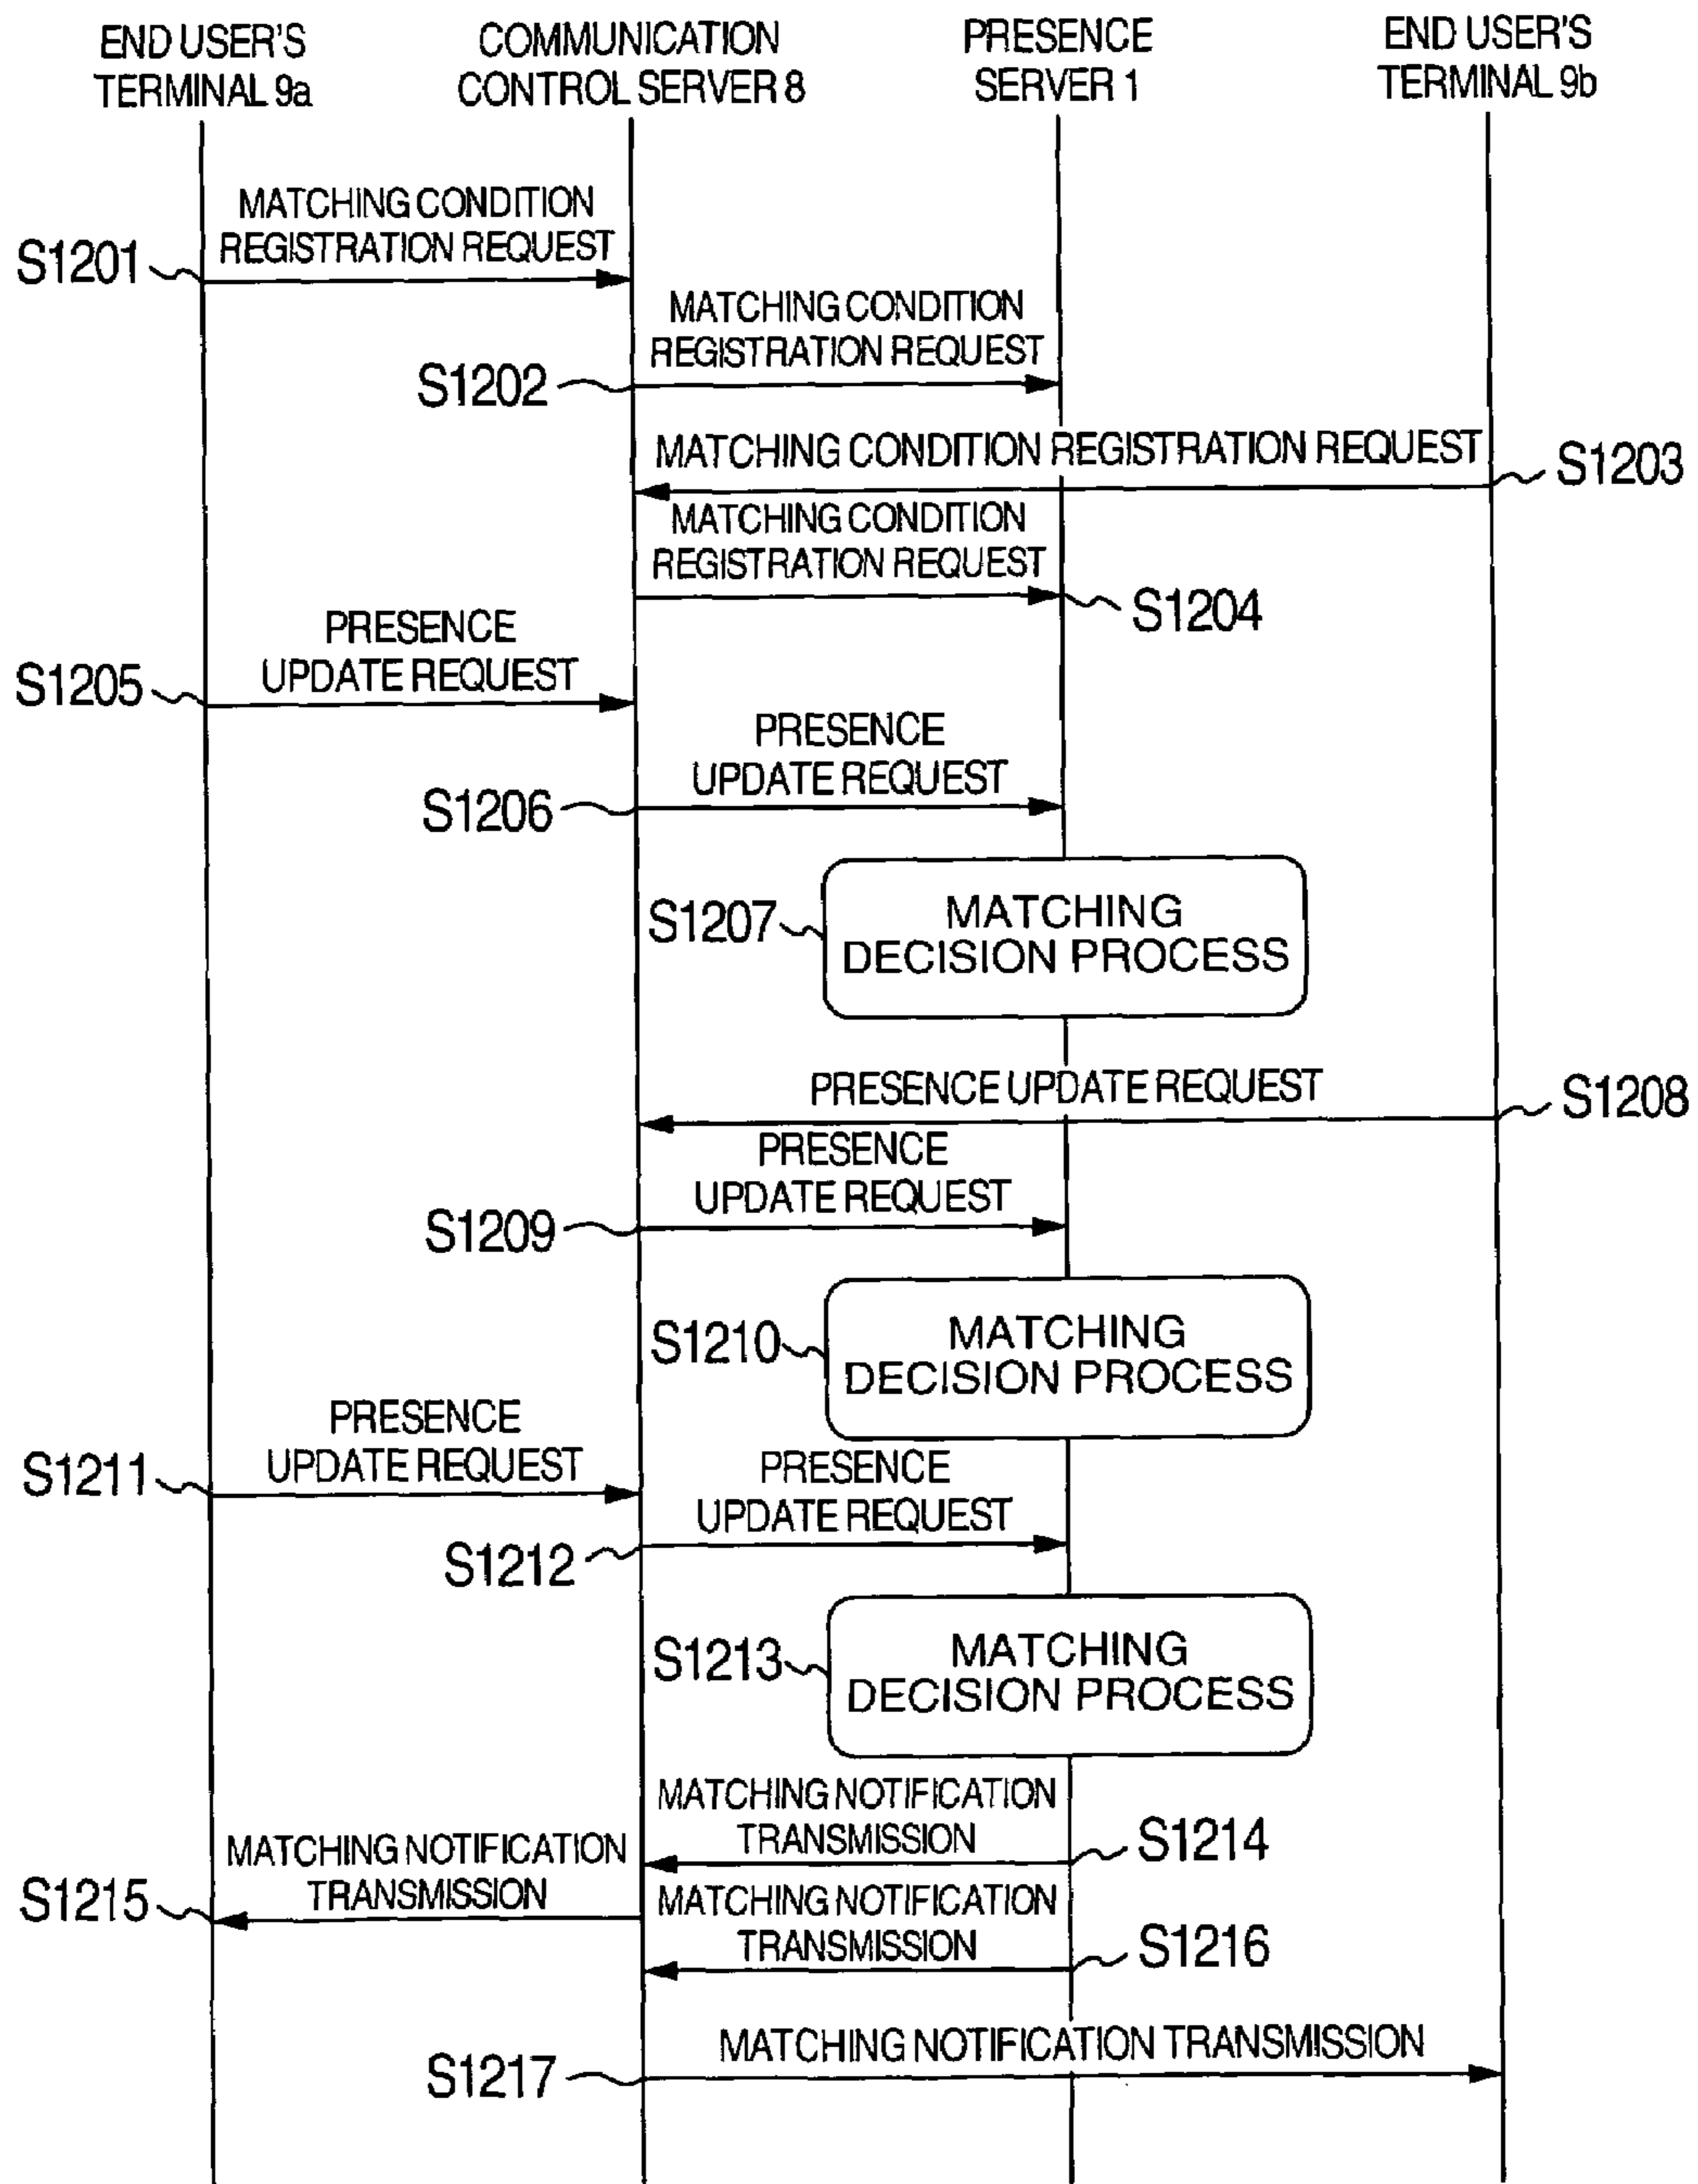 END USER'S
TERMINAL 9a
COMMUNICATION
CONTROL SERVER 8
PRESENCE
SERVER 1
END USER'S
TERMINAL 9b
MATCHING CONDITION
REGISTRATION REQUEST
S1201
MATCHING CONDITION
REGISTRATION REQUEST
S1202
MATCHING CONDITION REGISTRATION REQUEST
S1203
MATCHING CONDITION
REGISTRATION REQUEST
S1204
PRESENCE
UPDATE REQUEST
S1205
PRESENCE
UPDATE REQUEST
S1206
S1207
MATCHING
DECISION PROCESS
PRESENCE UPDATE REQUEST
S1208
PRESENCE
UPDATE REQUEST
S1209
S1210
MATCHING
DECISION PROCESS
PRESENCE
UPDATE REQUEST
S1211
PRESENCE
UPDATE REQUEST
S1212
S1213
MATCHING
DECISION PROCESS
MATCHING NOTIFICATION
TRANSMISSION
S1214
MATCHING NOTIFICATION
TRANSMISSION
S1215
MATCHING NOTIFICATION
TRANSMISSION
S1216
MATCHING NOTIFICATION TRANSMISSION
S1217